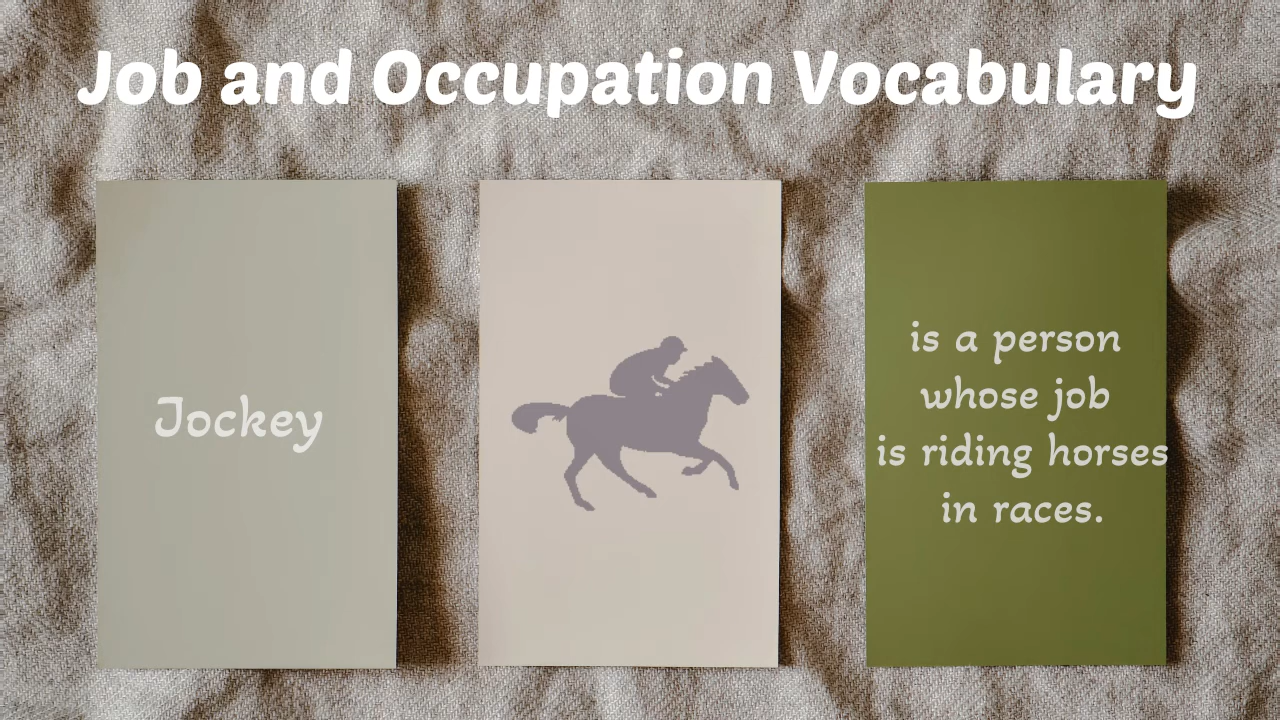 Job and Occupation Vocabulary
Jockey
is a person
whose job
is riding horses
in races.